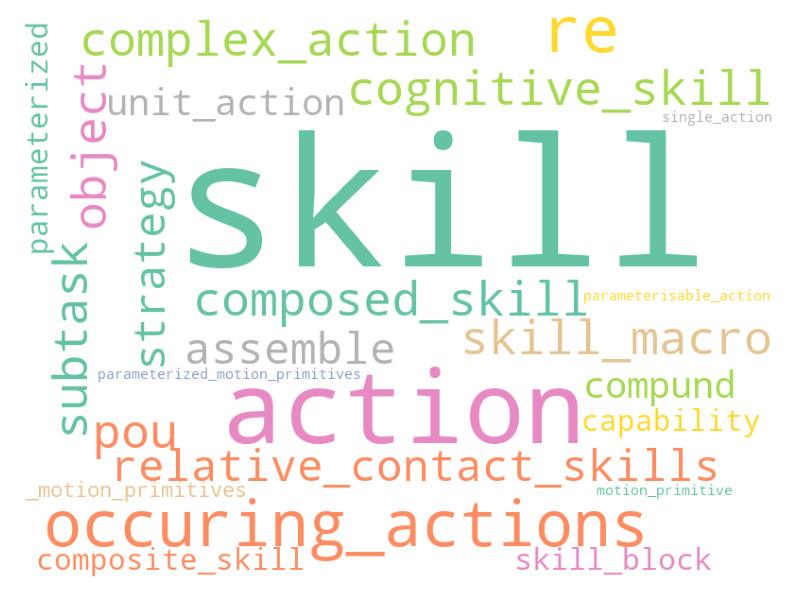 complex_action
re
parameterized
object
unit_action
cognitive_skill
single_action
skill
strategy
subtask
composed_skill
parameterisable_action
assemble
skill_macro
parameterized_motion_primitives
action
compund
pou
capability
relative_contact_skills
_motion_primitives
motion_primitive
occuring_actions
composite_skill
skill_block